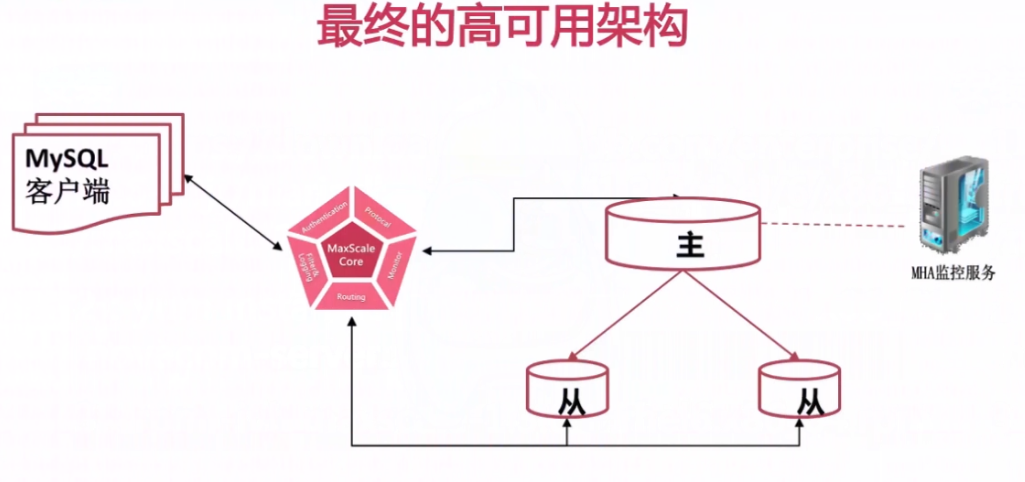 最终的高可用架构
MySQL
客户端
Authentication
Protocal
MaxScale
Core
Filter&
Logging
Monitor
Routing
主
MHA监控服务
从
从